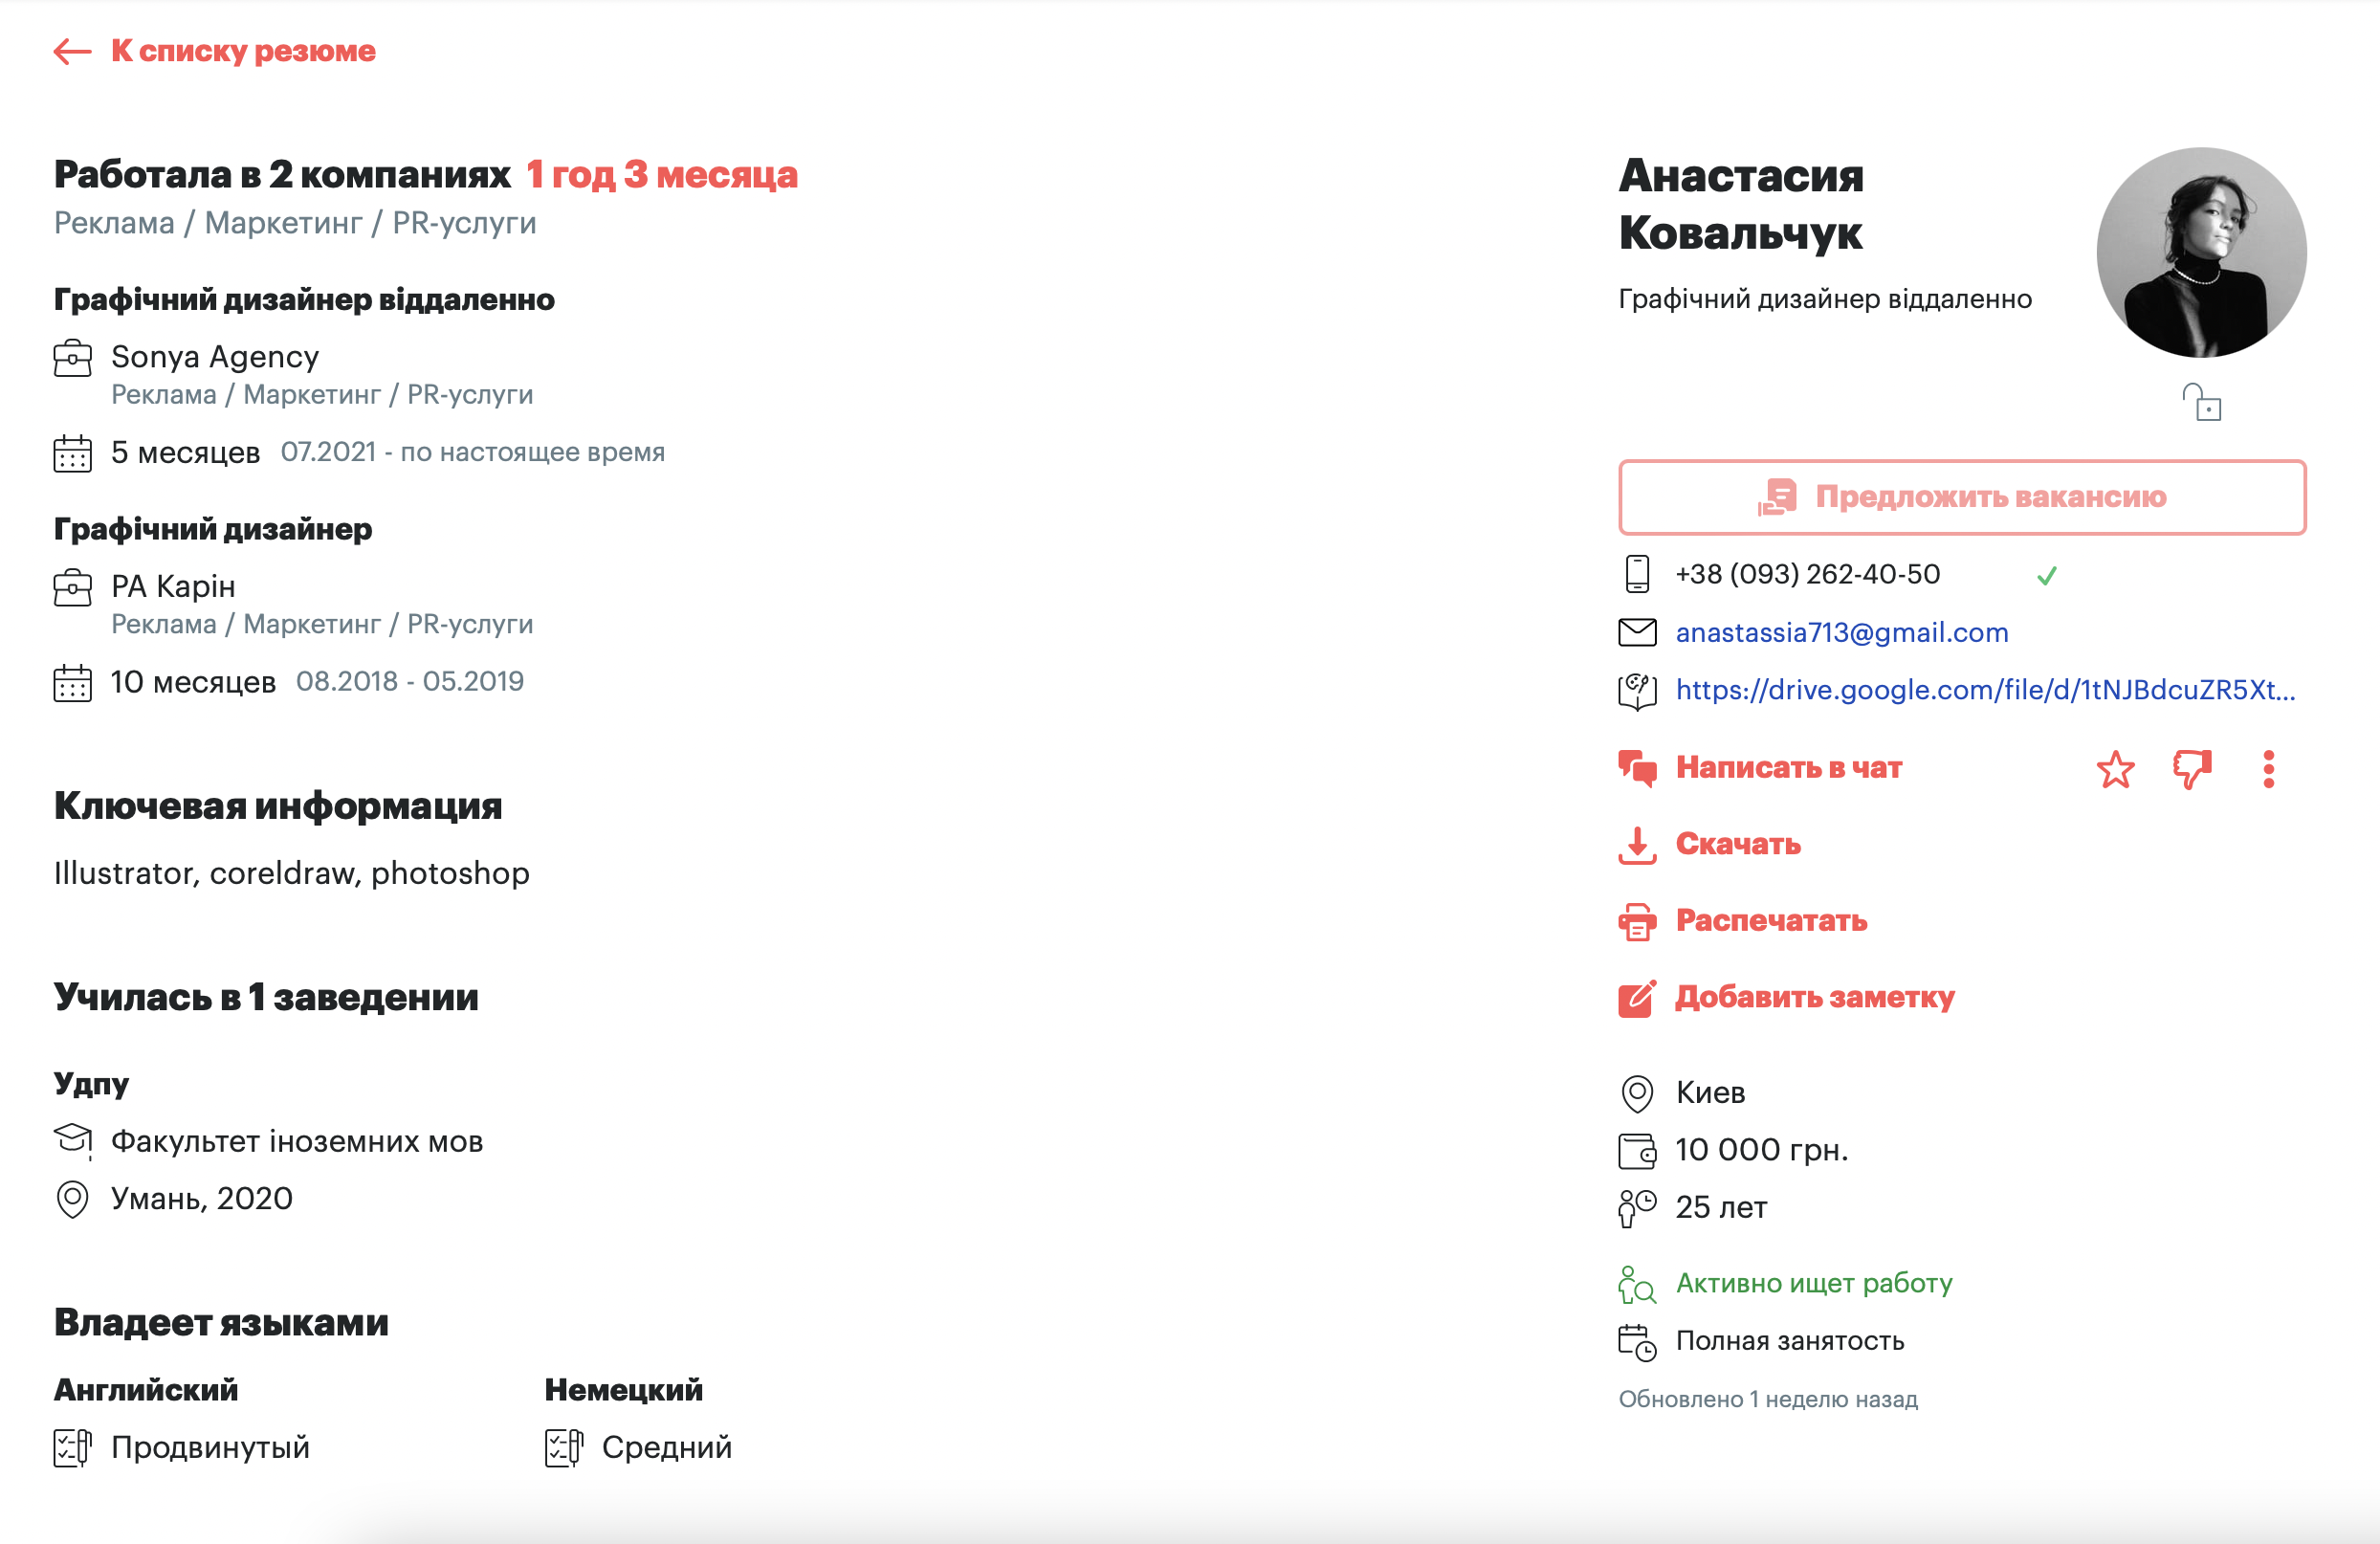 К списку резюме
Работала в 2 компаниях 1 год 3 месяца
Реклама / Маркетинг / PR-услуги
Графічний дизайнер віддаленно
Sonya Agency
Реклама / Маркетинг / PR-услуги
5 месяцев 07.2021 - по настоящее время
Графічний дизайнер
РА Карін
Реклама / Маркетинг / PR-услуги
10 месяцев 08.2018 - 05.2019
Ключевая информация
Illustrator, coreldraw, photoshop
Училась в 1 заведении
Удпу
Факультет іноземних мов
Умань, 2020
Владеет языками
Английский
Продвинутый
Немецкий
Средний
Анастасия
Ковальчук
Графічний дизайнер віддаленно
Предложить вакансию
+38 (093) 262-40-50
anastassia713@gmail.com
https://drive.google.com/file/d/1tNJBdcuZR5Xt...
Написать в чат
Скачать
Распечатать
Добавить заметку
Киев
10 000 грн.
25 лет
Активно ищет работу
Полная занятость
Обновлено 1 неделю назад